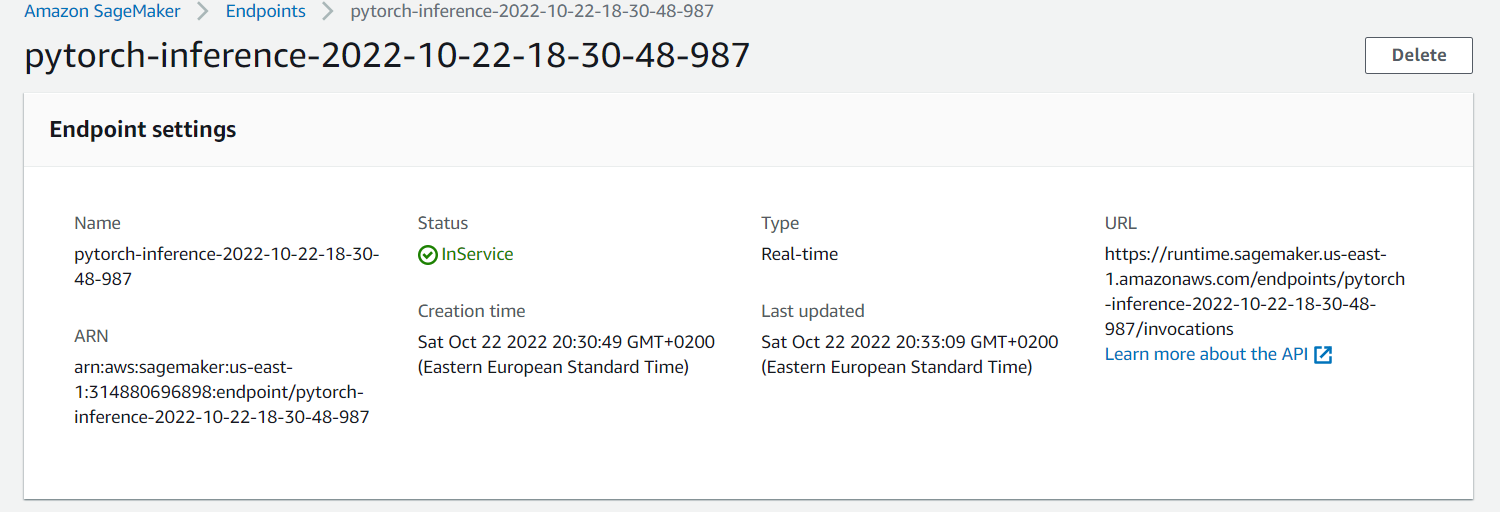 Amazon SageMaker > Endpoints > pytorch-inference-2022-10-22-18-30-48-987
pytorch-inference-2022-10-22-18-30-48-987
Delete
Endpoint settings
Name
pytorch-inference-2022-10-22-18-30-
48-987
ARN
arn:aws:sagemaker:us-east-
1:314880696898:endpoint/pytorch-
inference-2022-10-22-18-30-48-987
Status
InService
Creation time
Sat Oct 22 2022 20:30:49 GMT+0200
(Eastern European Standard Time)
Type
Real-time
Last updated
Sat Oct 22 2022 20:33:09 GMT+0200
(Eastern European Standard Time)
URL
https://runtime.sagemaker.us-east-
1.amazonaws.com/endpoints/pytorch
-inference-2022-10-22-18-30-48-
987/invocations
Learn more about the API